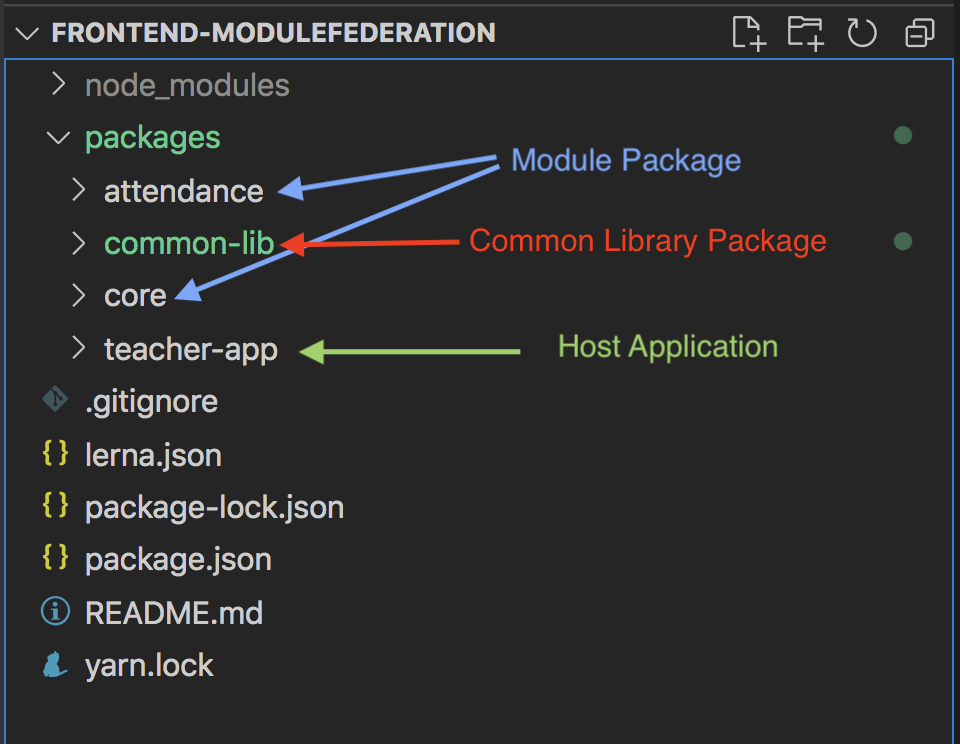 FRONTEND-MODULEFEDERATION
node_modules
packages
Module Package
attendance
common-lib
Common Library Package
core
teacher-app
Host Application
.gitignore
{} lerna.json
{} package-lock.json
{} package.json
README.md
yarn.lock